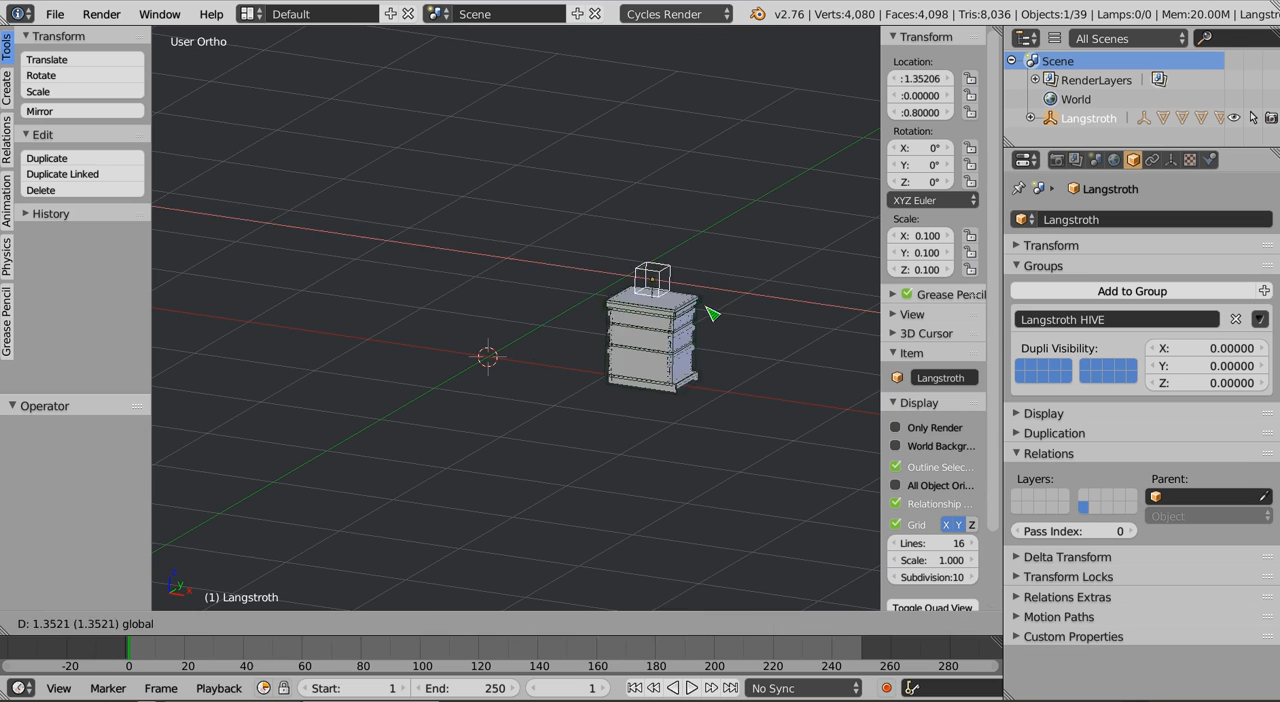 File Render Window Help Default Scene Cycles Render v2.76 | Verts:4,080 | Faces:4,098 | Tris:8,036 | Objects:1/39 | Lamps:0/0 | Mem:20.00M | Langstr
Tools
Create
Relations
Animation
Physics
Grease Pencil
Transform
Translate
Rotate
Scale
Mirror
Edit
Duplicate
Duplicate Linked
Delete
History
Operator
User Ortho
(1) Langstroth
z
y
x
Transform
Location:
:1.35206
:0.00000
:0.80000
Rotation:
X: 0°
Y: 0°
Z: 0°
XYZ Euler
Scale:
X: 0.100
Y: 0.100
Z: 0.100
Grease Pencil
View
3D Cursor
Item
Langstroth
Display
Only Render
World Backgr...
Outline Selec...
All Object Ori...
Relationship ...
Grid X Y Z
Lines: 16
Scale: 1.000
Subdivision:10
Toggle Quad View
All Scenes
Scene
RenderLayers
World
Langstroth
Langstroth
Langstroth
Transform
Groups
Add to Group
Langstroth HIVE
Dupli Visibility:
X: 0.00000
Y: 0.00000
Z: 0.00000
Display
Duplication
Relations
Layers: Parent:
Object
Pass Index: 0
Delta Transform
Transform Locks
Relations Extras
Motion Paths
Custom Properties
D: 1.3521 (1.3521) global
-20 0 20 40 60 80 100 120 140 160 180 200 220 240 260 280
View Marker Frame Playback Start: 1 End: 250 1 No Sync